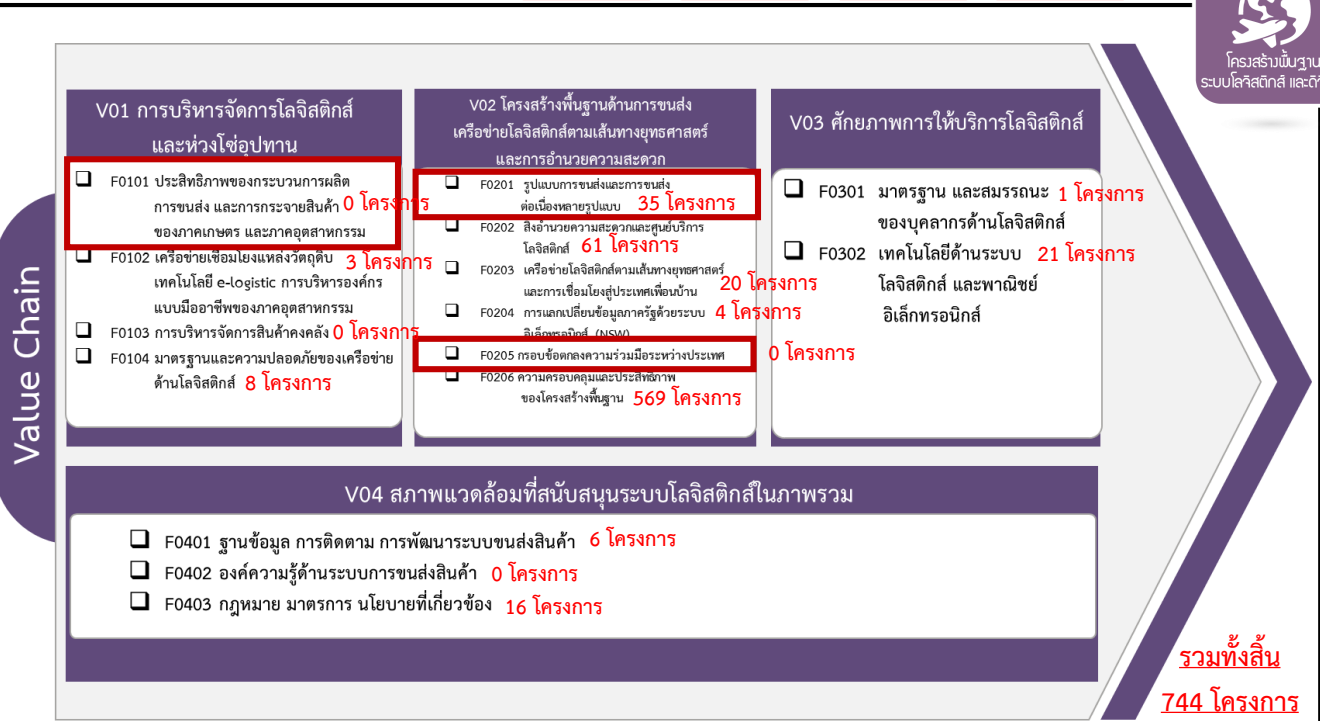 โครงสร้างพื้นฐาน
ระบบโลจิสติกส์ และดิ
Value Chain
V01 การบริหารจัดการโลจิสติกส์
และห่วงโซ่อุปทาน
F0101 ประสิทธิภาพของกระบวนการผลิต
การขนส่ง และการกระจายสินค้า 0 โครงการ
ของภาคเกษตร และภาคอุตสาหกรรม
F0102 เครือข่ายเชื่อมโยงแหล่งวัตถุดิบ 3 โครงการ
เทคโนโลยี e-logistic การบริหารองค์กร
แบบมืออาชีพของภาคอุตสาหกรรม
F0103 การบริหารจัดการสินค้าคงคลัง 0 โครงการ
F0104 มาตรฐานและความปลอดภัยของเครือข่าย
ด้านโลจิสติกส์ 8 โครงการ
V02 โครงสร้างพื้นฐานด้านการขนส่ง
เครือข่ายโลจิสติกส์ตามเส้นทางยุทธศาสตร์
และการอำนวยความสะดวก
F0201 รูปแบบการขนส่งและการขนส่ง
ต่อเนื่องหลายรูปแบบ 35 โครงการ
F0202 สิ่งอำนวยความสะดวกและศูนย์บริการ
โลจิสติกส์ 61 โครงการ
F0203 เครือข่ายโลจิสติกส์ตามเส้นทางยุทธศาสตร์
และการเชื่อมโยงสู่ประเทศเพื่อนบ้าน 20 โครงการ
F0204 การแลกเปลี่ยนข้อมูลภาครัฐด้วยระบบ 4 โครงการ
อิเล็กทรอนิกส์ (NSW)
F0205 กรอบข้อตกลงความร่วมมือระหว่างประเทศ 0 โครงการ
F0206 ความครอบคลุมและประสิทธิภาพ
ของโครงสร้างพื้นฐาน 569 โครงการ
V03 ศักยภาพการให้บริการโลจิสติกส์
F0301 มาตรฐาน และสมรรถนะ 1 โครงการ
ของบุคลากรด้านโลจิสติกส์
F0302 เทคโนโลยีด้านระบบ 21 โครงการ
โลจิสติกส์ และพาณิชย์
อิเล็กทรอนิกส์
V04 สภาพแวดล้อมที่สนับสนุนระบบโลจิสติกส์ในภาพรวม
F0401 ฐานข้อมูล การติดตาม การพัฒนาระบบขนส่งสินค้า 6 โครงการ
F0402 องค์ความรู้ด้านระบบการขนส่งสินค้า 0 โครงการ
F0403 กฎหมาย มาตรการ นโยบายที่เกี่ยวข้อง 16 โครงการ
รวมทั้งสิ้น
744 โครงการ